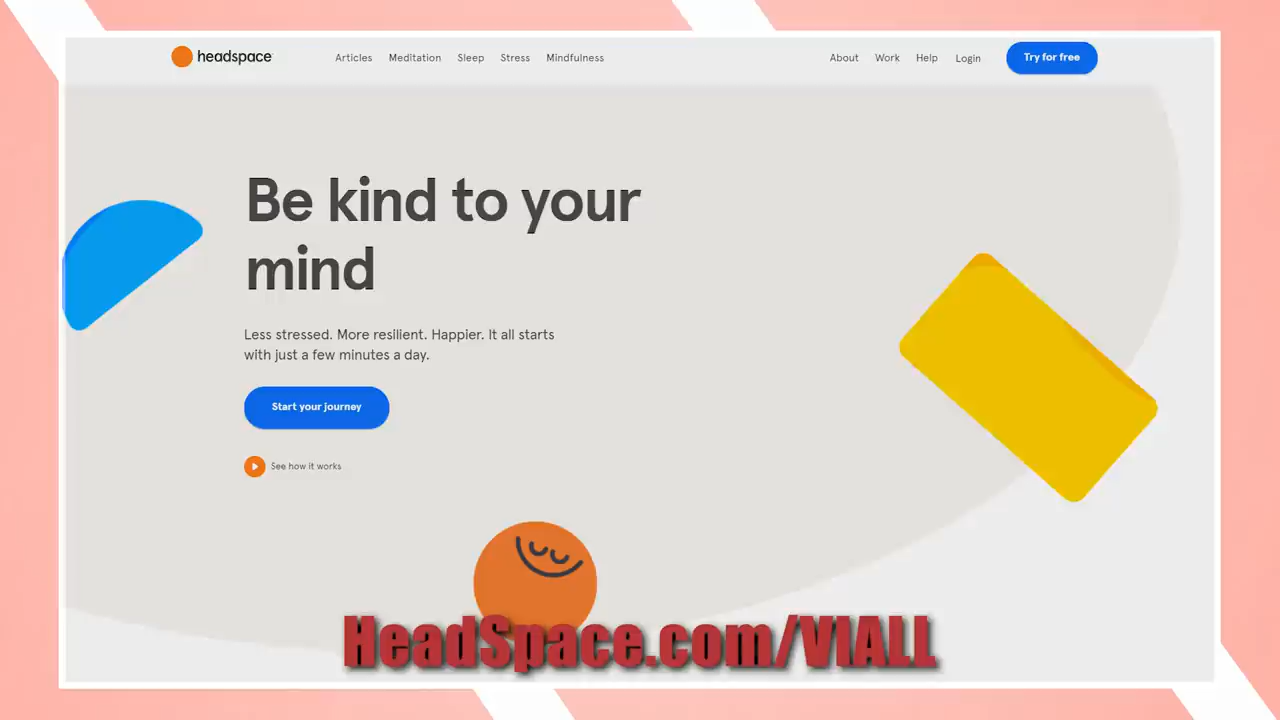 headspace
Articles Meditation Sleep Stress Mindfulness
About Work Help Login Try for free
Be kind to your
mind
Less stressed. More resilient. Happier. It all starts
with just a few minutes a day.
Start your journey
See how it works
HeadSpace.com/VIALL